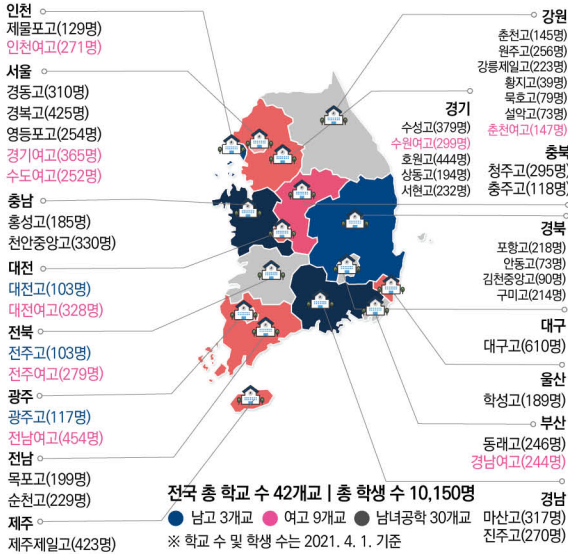 인천
제물포고(129명)
인천여고(271명)
서울
경동고(310명)
경복고(425명)
영등포고(254명)
경기여고(365명)
수도여고(252명)
충남
홍성고(185명)
천안중앙고(330명)
대전
대전고(103명)
대전여고(328명)
전북
전주고(103명)
전주여고(279명)
광주
광주고(117명)
전남여고(454명)
전남
목포고(199명)
순천고(229명)
제주
제주제일고(423명)
강원
춘천고(145명)
원주고(256명)
강릉제일고(223명)
황지고(39명)
묵호고(79명)
설악고(73명)
춘천여고(147명)
경기
수성고(379명)
수원여고(299명)
호원고(444명)
상동고(194명)
서현고(232명)
충북
청주고(295명)
충주고(118명)
경북
포항고(218명)
안동고(73명)
김천중앙고(90명)
구미고(214명)
대구
대구고(610명)
울산
학성고(189명)
부산
동래고(246명)
경남여고(244명)
경남
마산고(317명)
진주고(270명)
전국 총 학교 수 42개교 | 총 학생 수 10,150명
남고 3개교 여고 9개교 남녀공학 30개교
※ 학교 수 및 학생 수는 2021. 4. 1. 기준